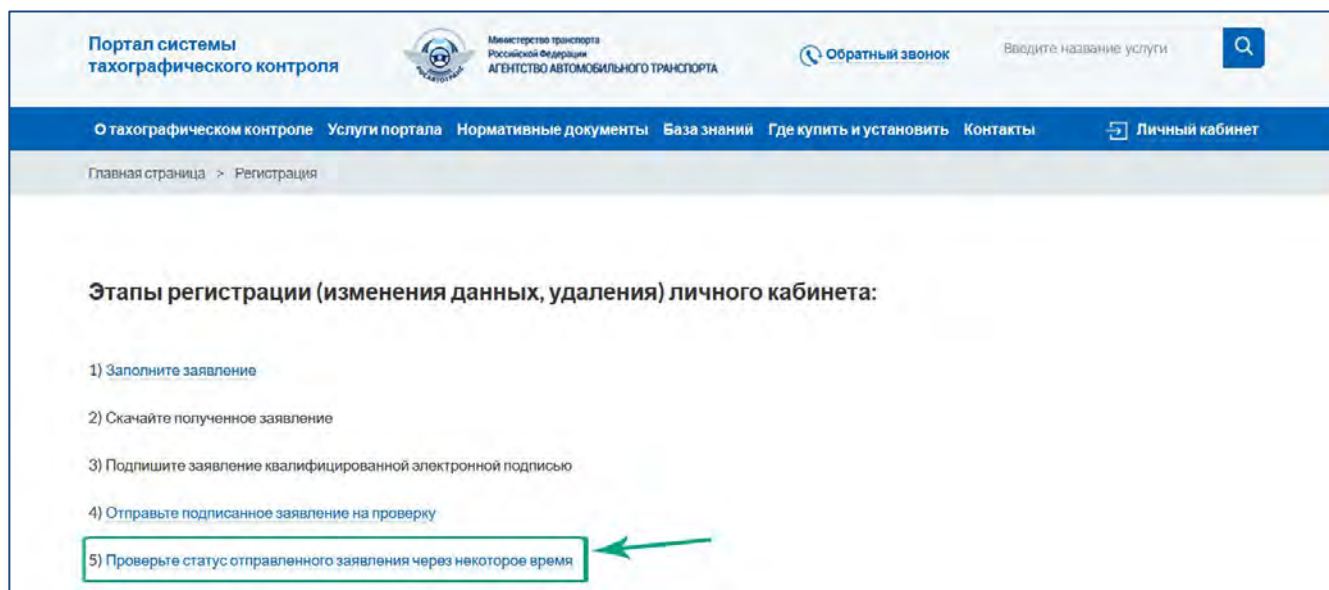 Портал системы
тахографического контроля
Министерство транспорта
Российской Федерации
АГЕНТСТВО АВТОМОБИЛЬНОГО ТРАНСПОРТА
РОСАВТОТРАНС
Обратный звонок
Введите название услуги
О тахографическом контроле Услуги портала Нормативные документы База знаний Где купить и установить Контакты Личный кабинет
Главная страница > Регистрация
Этапы регистрации (изменения данных, удаления) личного кабинета:
1) Заполните заявление
2) Скачайте полученное заявление
3) Подпишите заявление квалифицированной электронной подписью
4) Отправьте подписанное заявление на проверку
5) Проверьте статус отправленного заявления через некоторое время